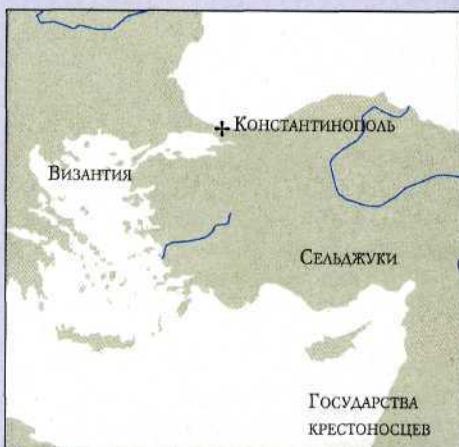 Константинополь
Византия
Сельджуки
Государства
крестоносцев